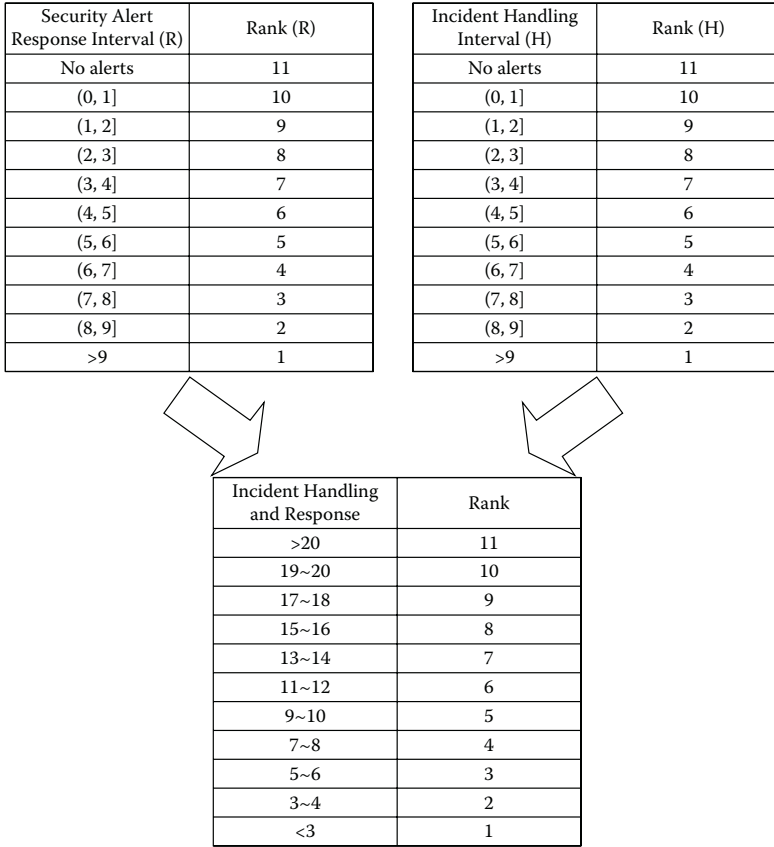 Security Alert
Response Interval (R)
Rank (R)
No alerts 11
(0, 1] 10
(1, 2] 9
(2, 3] 8
(3, 4] 7
(4, 5] 6
(5, 6] 5
(6, 7] 4
(7, 8] 3
(8, 9] 2
>9 1
Incident Handling
Interval (H)
Rank (H)
No alerts 11
(0, 1] 10
(1, 2] 9
(2, 3] 8
(3, 4] 7
(4, 5] 6
(5, 6] 5
(6, 7] 4
(7, 8] 3
(8, 9] 2
>9 1
Incident Handling
and Response
Rank
>20 11
19~20 10
17~18 9
15~16 8
13~14 7
11~12 6
9~10 5
7~8 4
5~6 3
3~4 2
<3 1